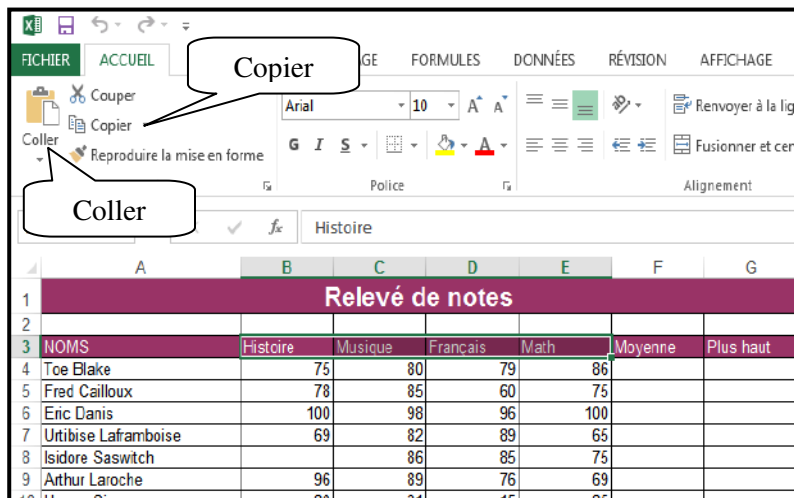 FICHIER ACCUEIL GE FORMULES DONNÉES RÉVISION AFFICHAGE
Copier
Couper
Copier
Coller
Reproduire la mise en forme
Arial 10 A A Renvoyer à la lig
G I S A Fusionner et cen
Police Alignement
Coller
fx Histoire
A B C D E F G
1 Relevé de notes
2
3 NOMS Histoire Musique Français Math Moyenne Plus haut
4 Toe Blake 75 80 79 86
5 Fred Cailloux 78 85 60 75
6 Eric Danis 100 98 96 100
7 Urtibise Laframboise 69 82 89 65
8 Isidore Saswitch 86 85 75
9 Arthur Laroche 96 89 76 69